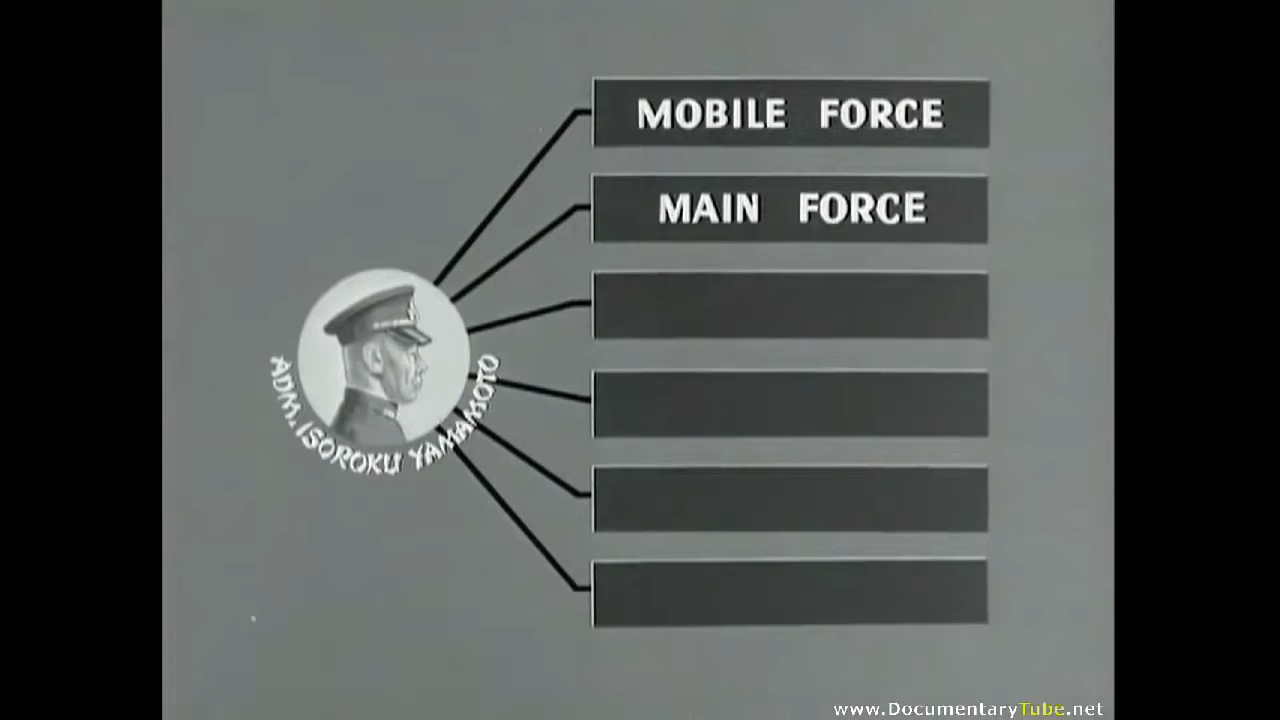 MOBILE FORCE
MAIN FORCE
ADM. ISOROKU YAMAMOTO
www.DocumentaryTube.net